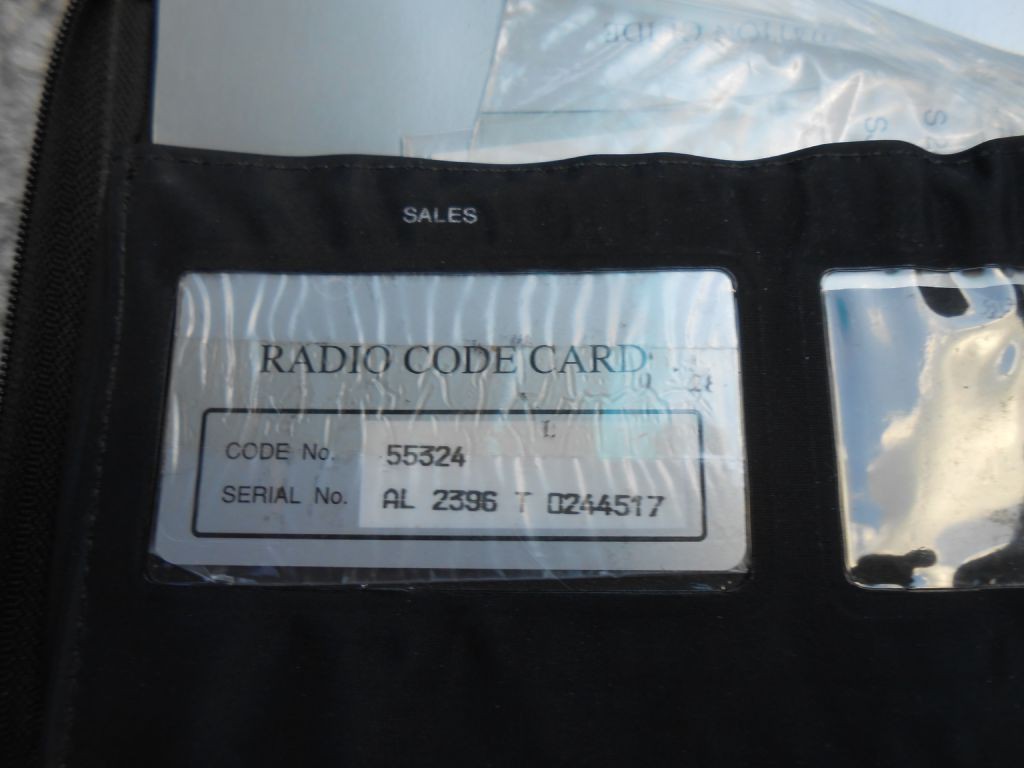 SALES
RADIO CODE CARD
CODE No. 55324
SERIAL No. AL 2396 T 0244517